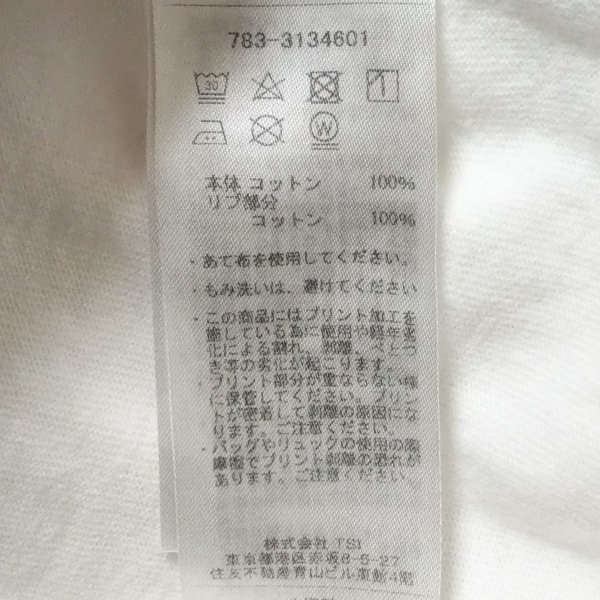 783-3134601
30
W
本体 コットン 100%
リブ部分
コットン 100%
・あて布を使用してください。
・もみ洗いは、避けてください
・この商品にはプリント加工を
施している為に使用や経年劣
化による割れ、剥離、べとつ
き等の劣化が起こります。
・プリント部分が重ならない様
に保管してください。プリン
トが密着して剥離の原因にな
ります。ご注意ください。
・バッグやリュックの使用の際
摩擦でプリント剥離の恐れが
あります。ご注意ください。
株式会社 TSI
東京都港区赤坂8-5-27
住友不動産青山ビル東館4階